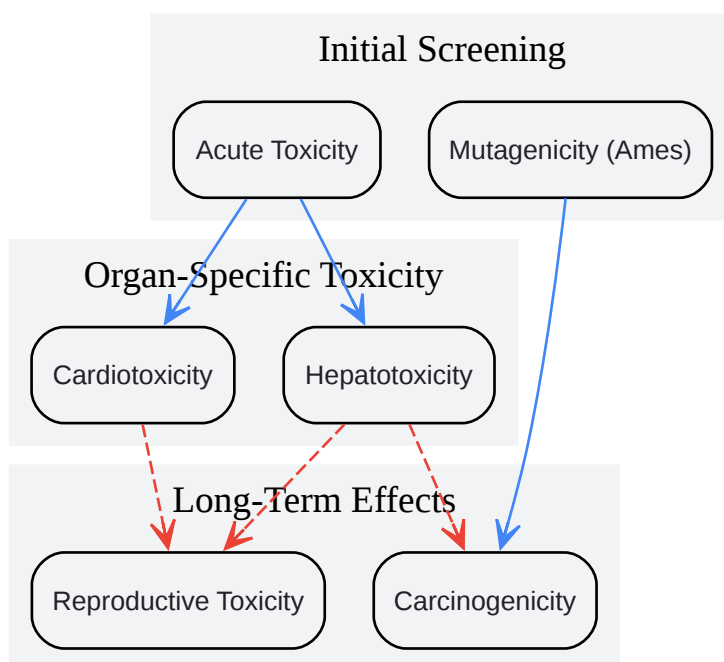 Initial Screening
Acute Toxicity
Mutagenicity (Ames)
Organ-Specific Toxicity
Cardiotoxicity
Hepatotoxicity
Long-Term Effects
Reproductive Toxicity
Carcinogenicity